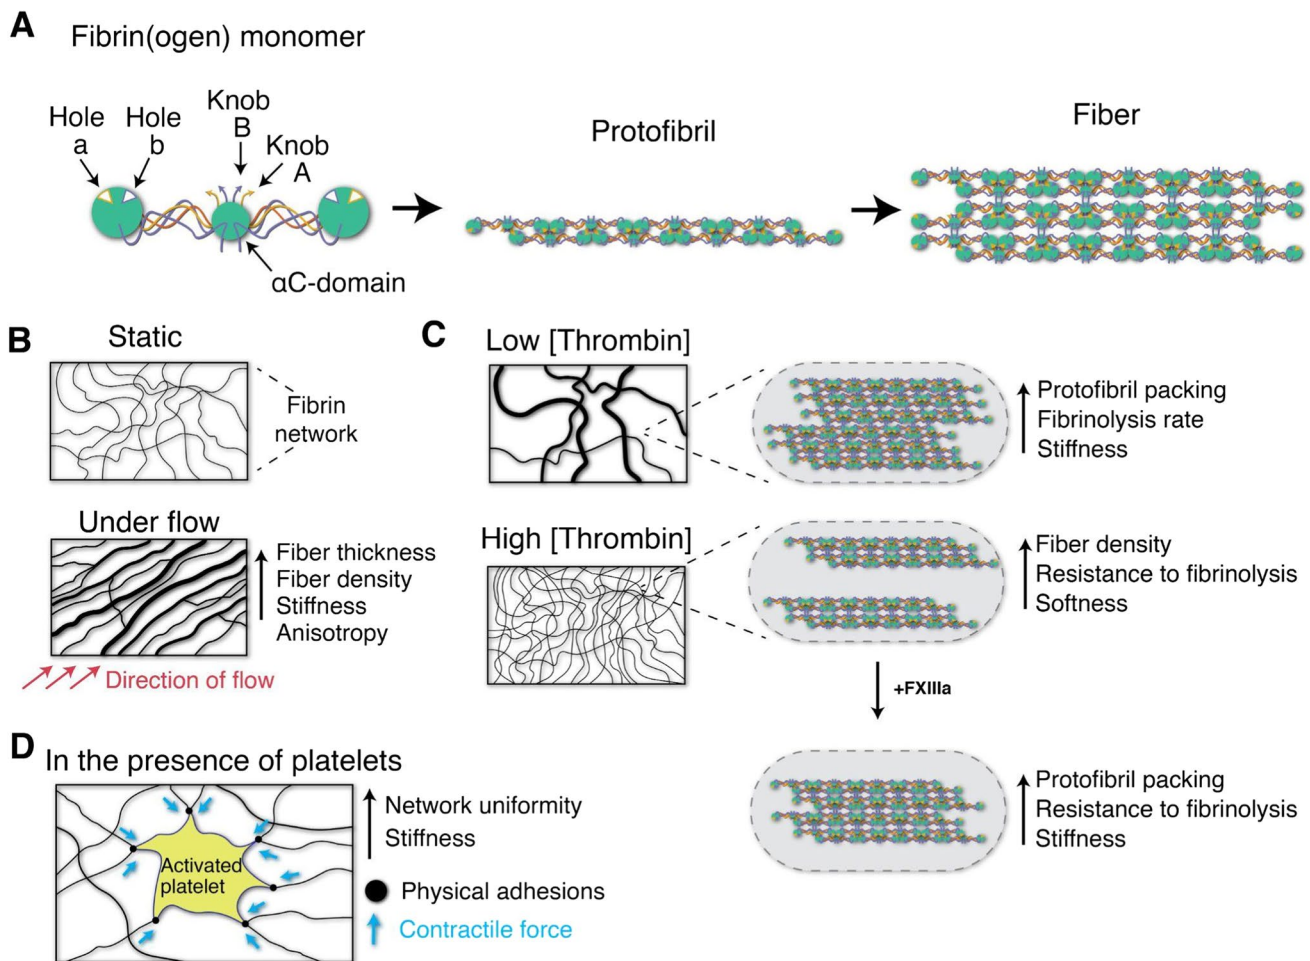 A
Fibrin(ogen) monomer
Hole
a
Hole
b
Knob
B
Knob
A
αC-domain
Protofibril
Fiber
B
Static
Fibrin
network
Under flow
Fiber thickness
Fiber density
Stiffness
Anisotropy
Direction of flow
C
Low [Thrombin]
Protofibril packing
Fibrinolysis rate
Stiffness
High [Thrombin]
Fiber density
Resistance to fibrinolysis
Softness
+FXIIIa
Protofibril packing
Resistance to fibrinolysis
Stiffness
D
In the presence of platelets
Activated
platelet
Network uniformity
Stiffness
Physical adhesions
Contractile force